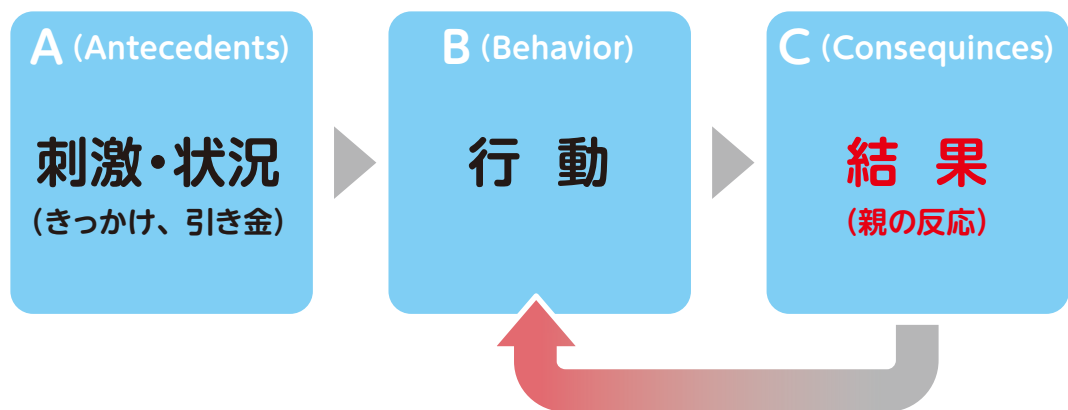 A (Antecedents)
刺激・状況
(きっかけ、引き金)
B (Behavior)
行 動
C (Consequinces)
結 果
(親の反応)